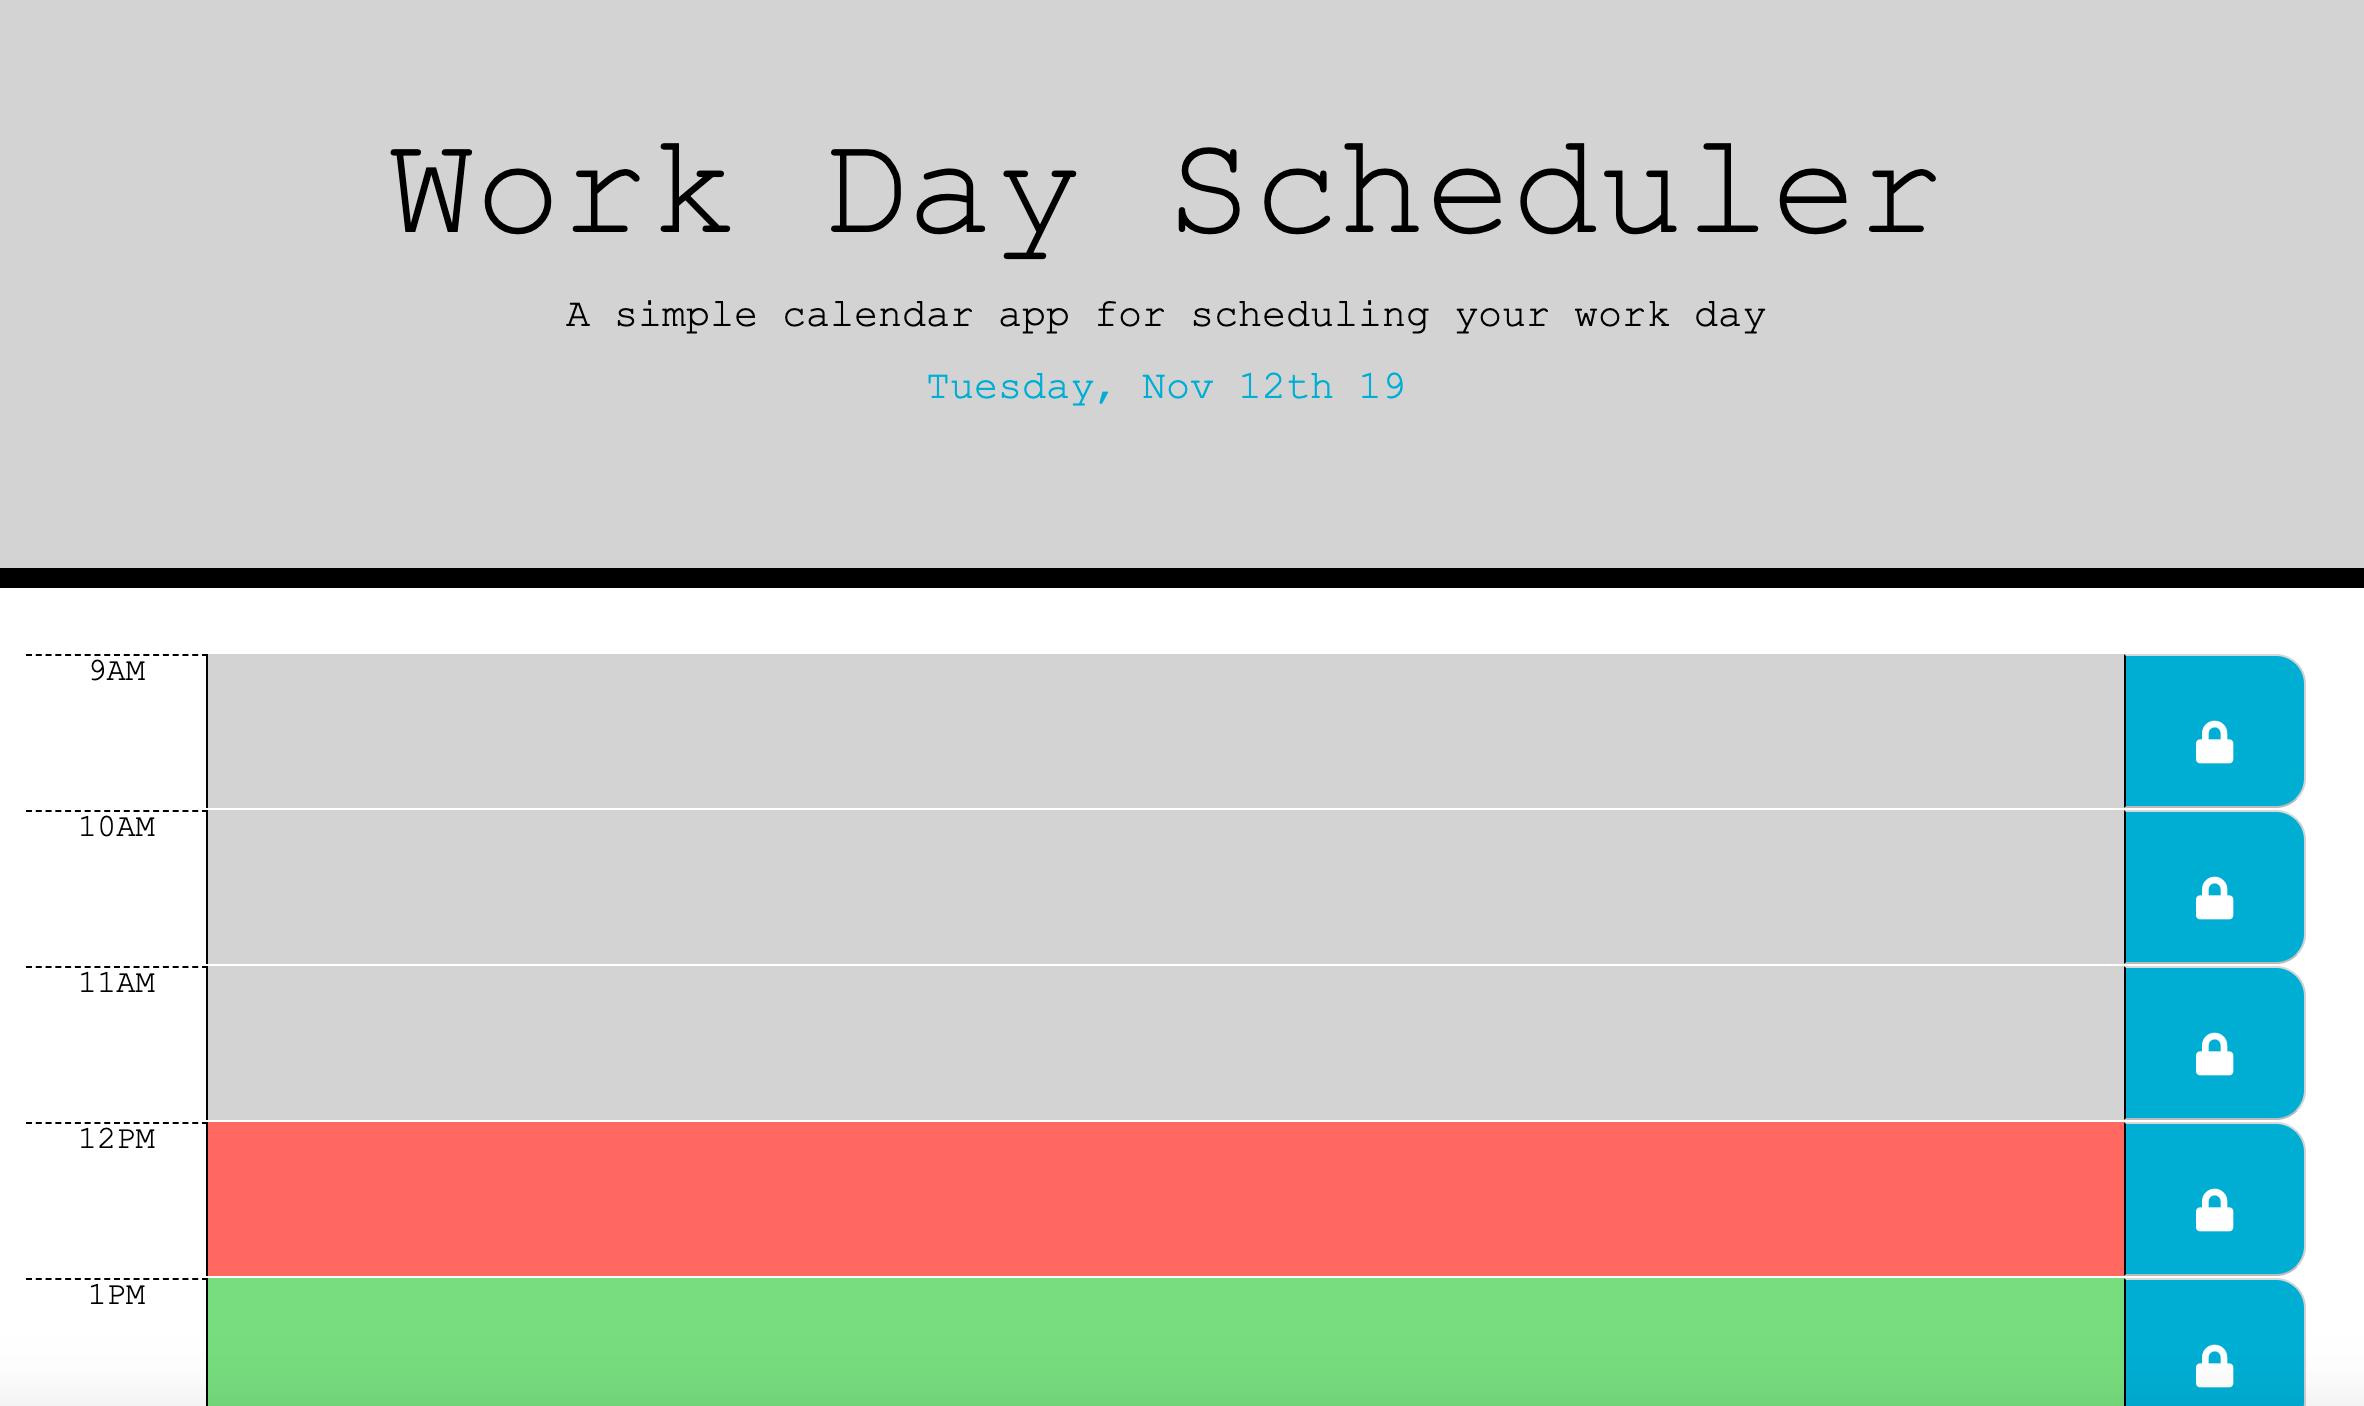 Work Day Scheduler
A simple calendar app for scheduling your work day
Tuesday, Nov 12th 19
9AM
10AM
11AM
12PM
1PM